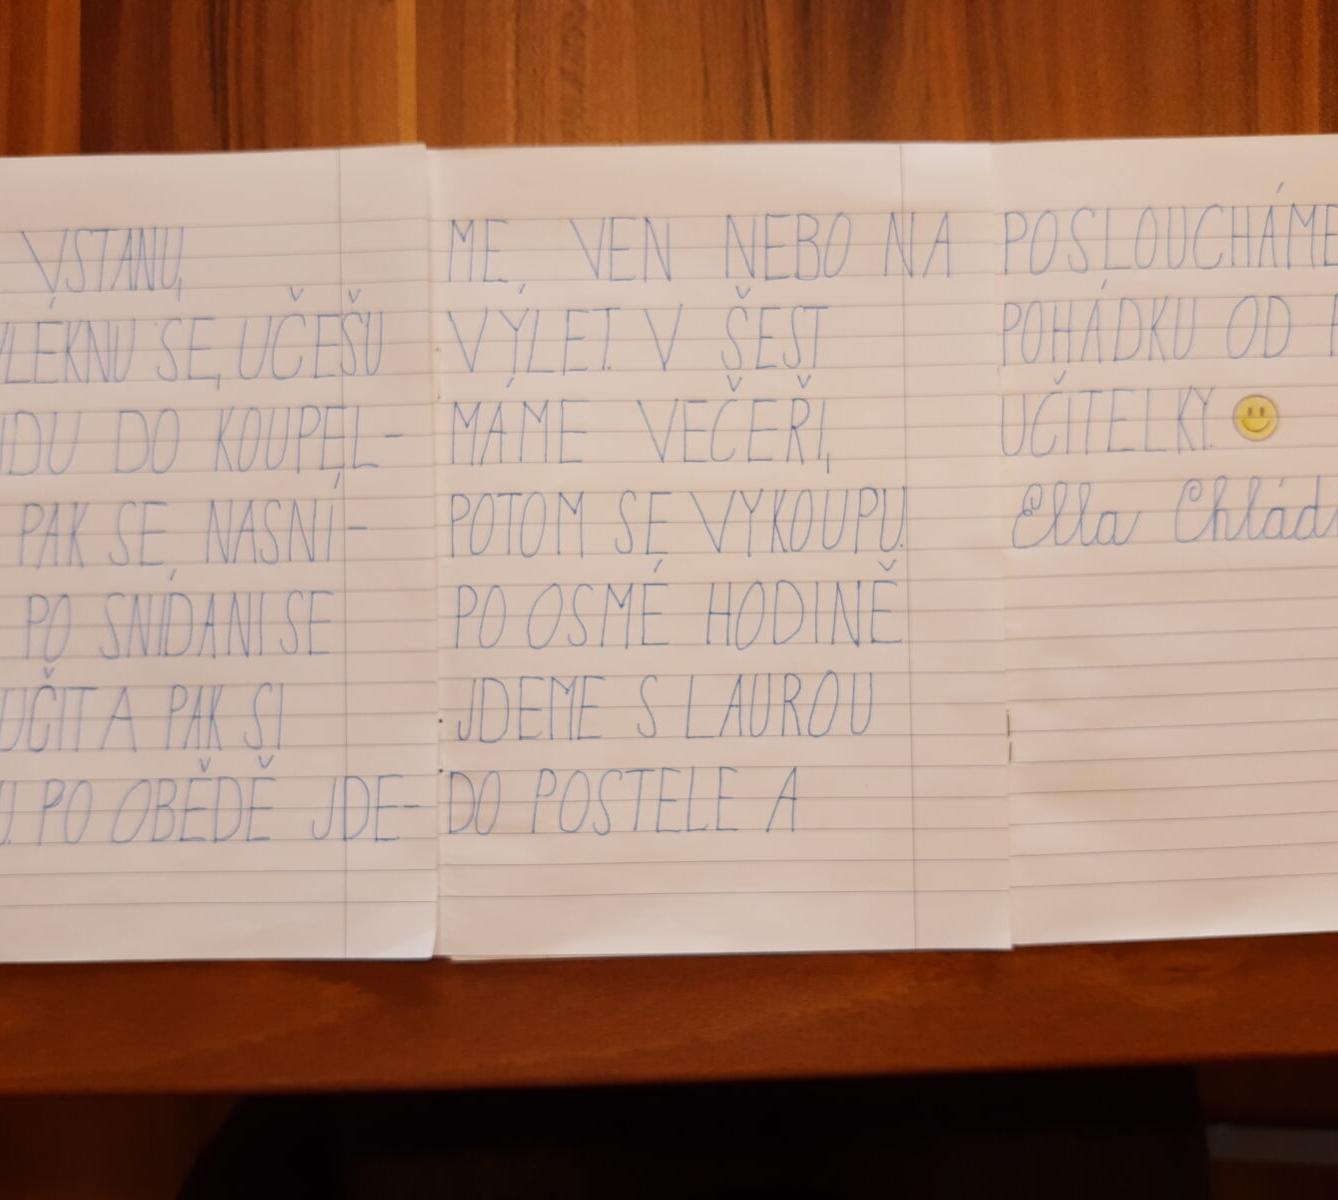 VSTANU,
VLÉKNU SE, UČEŠU
DO KOUPEL-
PAK SE NASNÍ-
PO SNÍDANI SE
UČIT A PAK SI
PO OBĚDĚ JDE-
ME VEN NEBO NA
VÝLET. V ŠEST
MÁME VEČEŘI,
POTOM SE VYKOUPU.
PO OSMÉ HODINĚ
JDEME S LAUROU
DO POSTELE A
POSLOUCHÁME
POHÁDKU OD
UČITELKY. 🙂
Ella